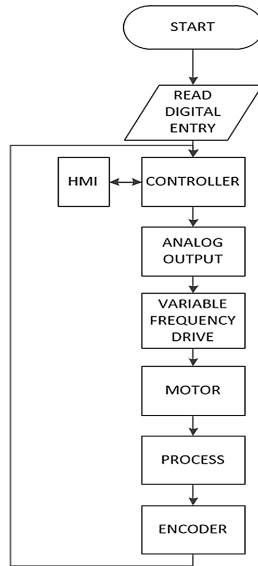 START
READ
DIGITAL
ENTRY
HMI
CONTROLLER
ANALOG
OUTPUT
VARIABLE
FREQUENCY
DRIVE
MOTOR
PROCESS
ENCODER